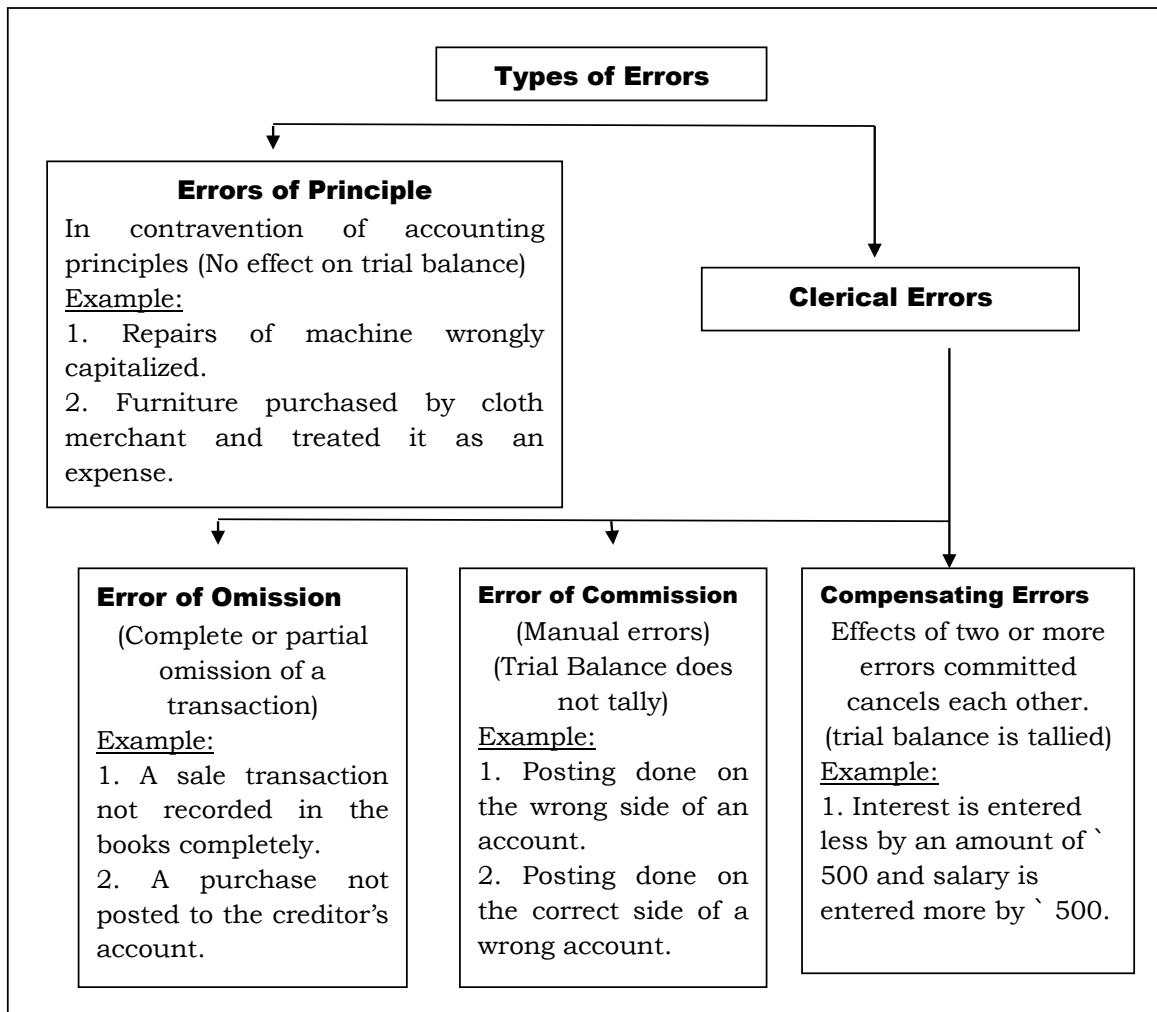 Types of Errors
Errors of Principle
In contravention of accounting
principles (No effect on trial balance)
Example:
1. Repairs of machine wrongly
capitalized.
2. Furniture purchased by cloth
merchant and treated it as an
expense.
Clerical Errors
Error of Omission
(Complete or partial
omission of a
transaction)
Example:
1. A sale transaction
not recorded in the
books completely.
2. A purchase not
posted to the creditor’s
account.
Error of Commission
(Manual errors)
(Trial Balance does
not tally)
Example:
1. Posting done on
the wrong side of an
account.
2. Posting done on
the correct side of a
wrong account.
Compensating Errors
Effects of two or more
errors committed
cancels each other.
(trial balance is tallied)
Example:
1. Interest is entered
less by an amount of `
500 and salary is
entered more by ` 500.